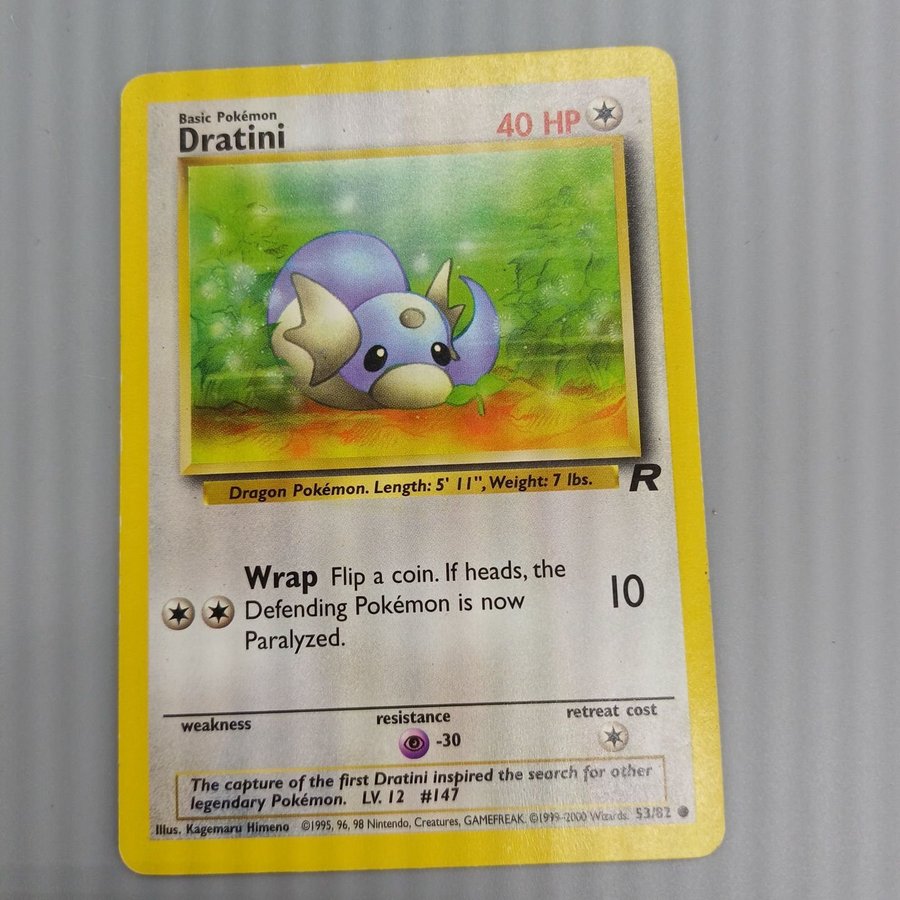 Basic Pokémon
Dratini
40 HP
Dragon Pokémon. Length: 5' 11", Weight: 7 lbs.
R
Wrap Flip a coin. If heads, the
Defending Pokémon is now
Paralyzed.
10
weakness
resistance
retreat cost
-30
The capture of the first Dratini inspired the search for other
legendary Pokémon. LV. 12 #147
Illus. Kagemaru Himeno ©1995, 96, 98 Nintendo, Creatures, GAMEFREAK. ©1999-2000 Wizards. 53/82